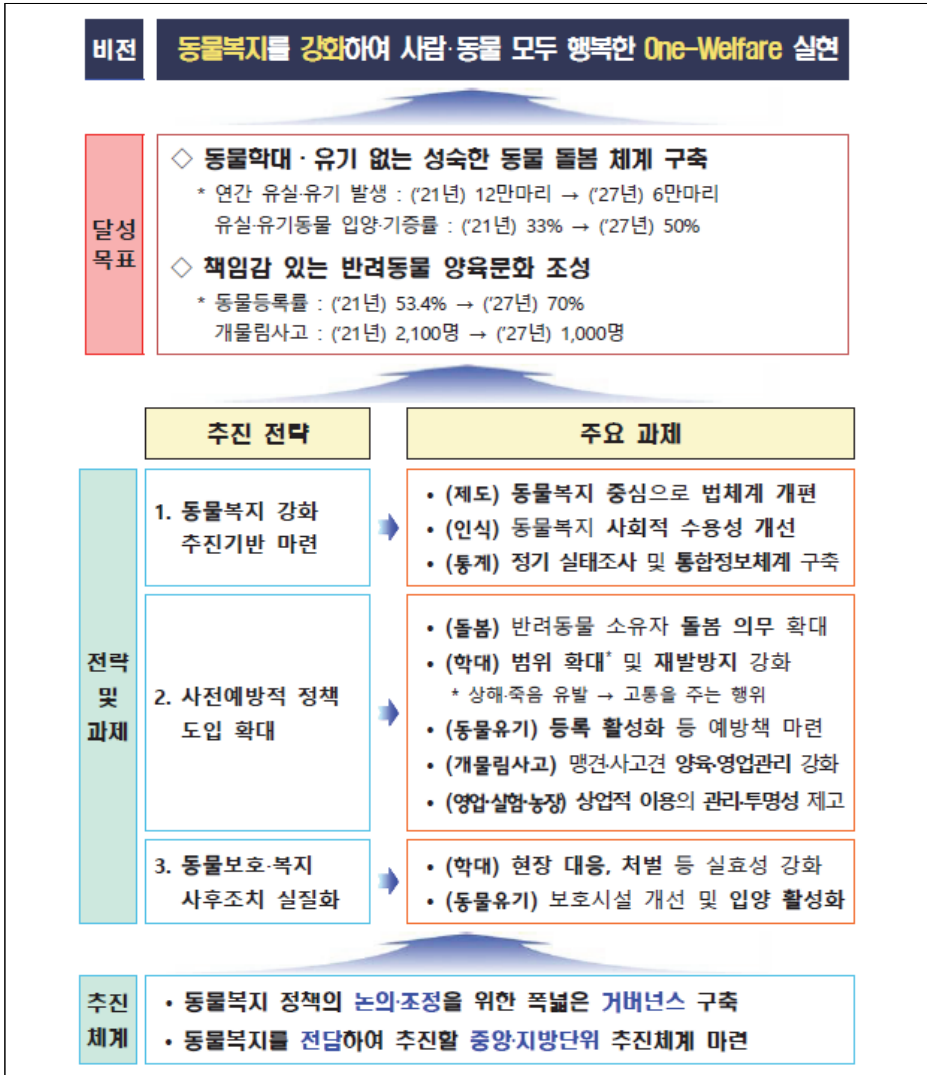 비전
동물복지를 강화하여 사람·동물 모두 행복한 One-Welfare 실현
달성
목표
◇ 동물학대·유기 없는 성숙한 동물 돌봄 체계 구축
* 연간 유실·유기 발생 : ('21년) 12만마리 → ('27년) 6만마리
유실·유기동물 입양·기증률 : ('21년) 33% → ('27년) 50%
◇ 책임감 있는 반려동물 양육문화 조성
* 동물등록률 : ('21년) 53.4% → ('27년) 70%
개물림사고 : ('21년) 2,100명 → ('27년) 1,000명
추진 전략
주요 과제
전략
및
과제
1. 동물복지 강화
추진기반 마련
• (제도) 동물복지 중심으로 법체계 개편
• (인식) 동물복지 사회적 수용성 개선
• (통계) 정기 실태조사 및 통합정보체계 구축
2. 사전예방적 정책
도입 확대
• (돌봄) 반려동물 소유자 돌봄 의무 확대
• (학대) 범위 확대* 및 재발방지 강화
* 상해·죽음 유발 → 고통을 주는 행위
• (동물유기) 등록 활성화 등 예방책 마련
• (개물림사고) 맹견·사고견 양육·영업관리 강화
• (영업·실험·농장) 상업적 이용의 관리·투명성 제고
3. 동물보호·복지
사후조치 실질화
• (학대) 현장 대응, 처벌 등 실효성 강화
• (동물유기) 보호시설 개선 및 입양 활성화
추진
체계
• 동물복지 정책의 논의·조정을 위한 폭넓은 거버넌스 구축
• 동물복지를 전담하여 추진할 중앙·지방단위 추진체계 마련